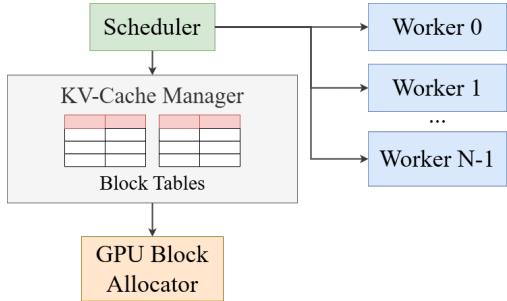 Scheduler
Worker 0
KV-Cache Manager
Worker 1
...
Worker N-1
Block Tables
GPU Block
Allocator